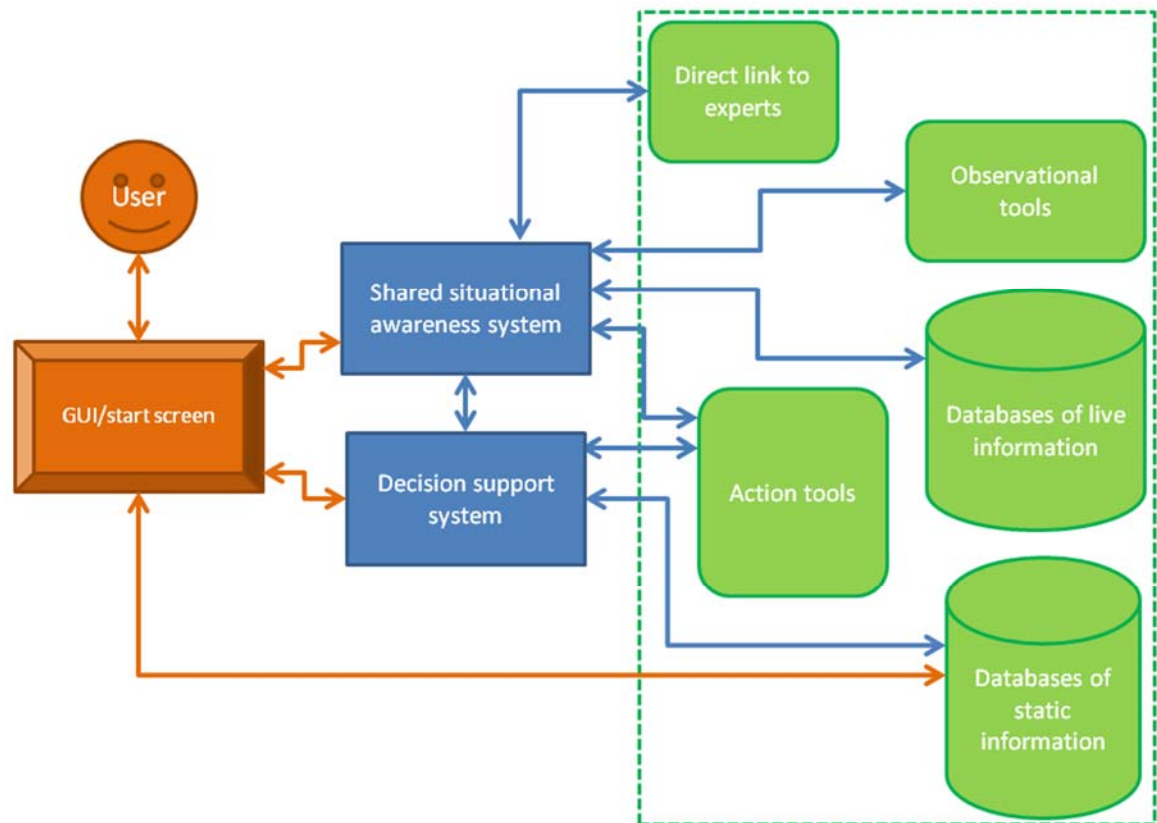 Direct link to
experts
User
Observational
tools
Shared situational
awareness system
GUI/start screen
Databases of live
information
Decision support
system
Action tools
Databases of
static
information